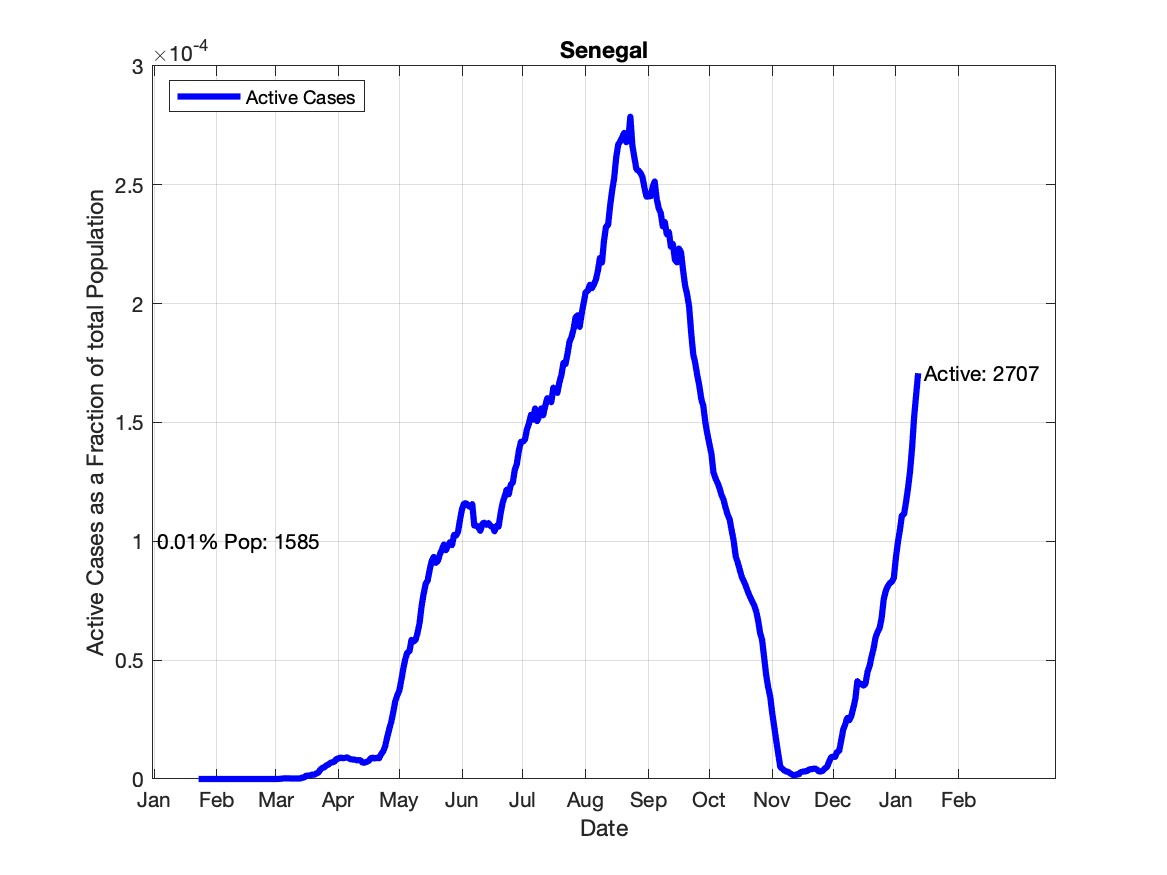 Senegal
×10-4
Active Cases
3
2.5
2
1.5
1
0.5
0
Active Cases as a Fraction of total Population
Active: 2707
0.01% Pop: 1585
Jan Feb Mar Apr May Jun Jul Aug Sep Oct Nov Dec Jan Feb
Date